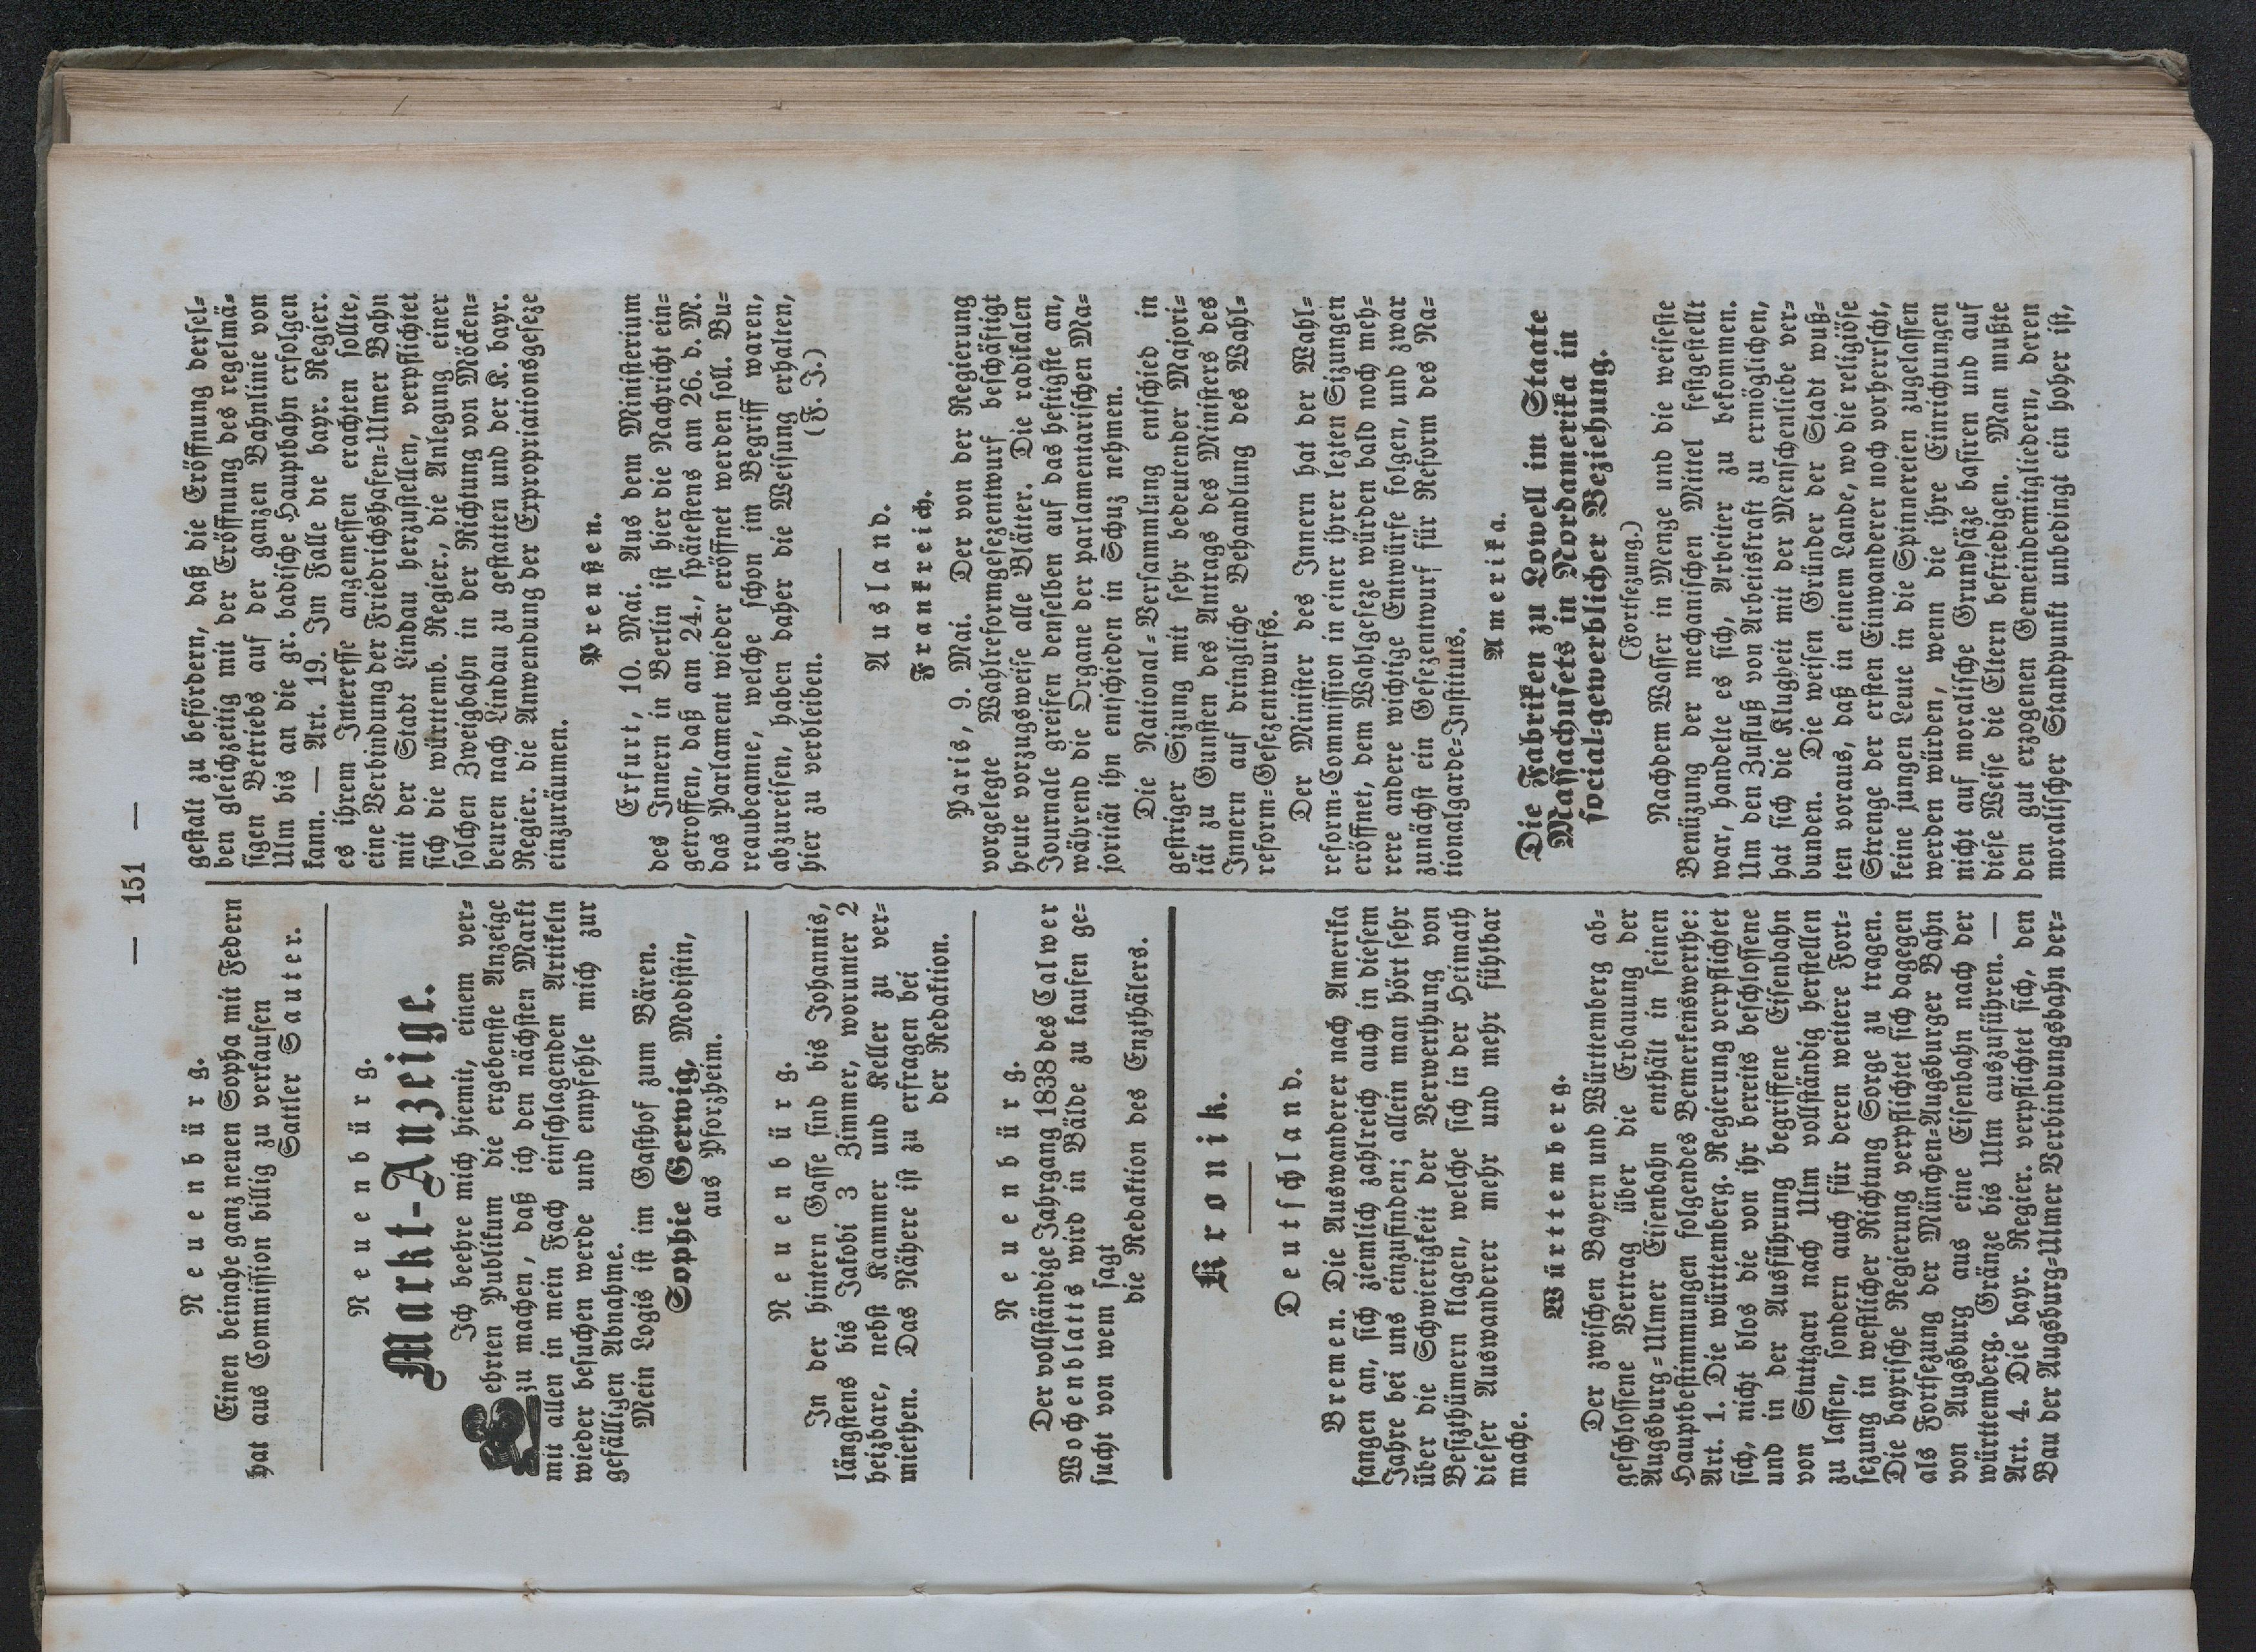 — 151 —
Neuenbürg.
Einen beinahe ganz neuen Sopha mit Federn
hat aus Commission billig zu verkaufen
Sattler Sauter.
Neuenbürg.
Markt-Anzeige.
Ich beehre mich hiemit, einem ver-
ehrten Publikum die ergebenste Anzeige
zu machen, daß ich den nächsten Markt
mit allen in mein Fach einschlagenden Artikeln
wieder besuchen werde und empfehle mich zur
gefälligen Abnahme.
Mein Logis ist im Gasthof zum Bären.
Sophie Gerwig, Modistin,
aus Pforzheim.
Neuenbürg.
In der hintern Gasse sind bis Johannis,
längstens bis Jakobi 3 Zimmer, worunter 2
heizbare, nebst Kammer und Keller zu ver-
miethen. Das Nähere ist zu erfragen bei
der Redaktion.
Neuenbürg.
Der vollständige Jahrgang 1838 des Calwer
Wochenblatts wird in Bälde zu kaufen ge-
sucht von wem sagt
die Redaktion des Enzthälers.
Kronik.
Deutschland.
Bremen. Die Auswanderer nach Amerika
fangen an, sich ziemlich zahlreich auch in diesem
Jahre bei uns einzufinden; allein man hört sehr
über die Schwierigkeit der Verwerthung von
Besizthümern klagen, welche sich in der Heimath
dieser Auswanderer mehr und mehr fühlbar
mache.
Württemberg.
Der zwischen Bayern und Württemberg ab-
geschlossene Vertrag über die Erbauung der
Augsburg-Ulmer Eisenbahn enthält in seinen
Hauptbestimmungen folgendes Bemerkenswerthe:
Art. 1. Die württemberg. Regierung verpflichtet
sich, nicht blos die von ihr bereits beschlossene
und in der Ausführung begriffene Eisenbahn
von Stuttgart nach Ulm vollständig herstellen
zu lassen, sondern auch für deren weitere Fort-
sezung in westlicher Richtung Sorge zu tragen.
Die bayrische Regierung verpflichtet sich dagegen
als Fortsezung der München-Augsburger Bahn
von Augsburg aus eine Eisenbahn nach der
württemberg. Gränze bis Ulm auszuführen. —
Art. 4. Die bayr. Regier. verpflichtet sich, den
Bau der Augsburg-Ulmer Verbindungsbahn der-
gestalt zu befördern, daß die Eröffnung dersel-
ben gleichzeitig mit der Eröffnung des regelmä-
sigen Betriebs auf der ganzen Bahnlinie von
Ulm bis an die gr. badische Hauptbahn erfolgen
kann. — Art. 19. Im Falle die bayr. Regier.
es ihrem Interesse angemessen erachten sollte,
eine Verbindung der Friedrichshafen-Ulmer Bahn
mit der Stadt Lindau herzustellen, verpflichtet
sich die württemb. Regier., die Anlegung einer
solchen Zweigbahn in der Richtung von Möcken-
beuren nach Lindau zu gestatten und der K. bayr.
Regier. die Anwendung der Expropriationsgeseze
einzuräumen.
Preußen.
Erfurt, 10. Mai. Aus dem Ministerium
des Innern in Berlin ist hier die Nachricht ein-
getroffen, daß am 24., spätestens am 26. d. M.
das Parlament wieder eröffnet werden soll. Bu-
reaubeamte, welche schon im Begriff waren,
abzureisen, haben daher die Weisung erhalten,
hier zu verbleiben. (F. J.)
Ausland.
Frankreich.
Paris, 9. Mai. Der von der Regierung
vorgelegte Wahlreformgesezentwurf beschäftigt
heute vorzugsweise alle Blätter. Die radikalen
Journale greifen denselben auf das heftigste an,
während die Organe der parlamentarischen Ma-
jorität ihn entschieden in Schuz nehmen.
Die National-Versammlung entschied in
gestriger Sizung mit sehr bedeutender Majori-
tät zu Gunsten des Antrags des Ministers des
Innern auf dringliche Behandlung des Wahl-
reform-Gesezentwurfs.
Der Minister des Innern hat der Wahl-
reform-Commission in einer ihrer lezten Sizungen
eröffnet, dem Wahlgeseze würden bald noch meh-
rere andere wichtige Entwürfe folgen, und zwar
zunächst ein Gesezentwurf für Reform des Na-
tionalgarde-Instituts.
Amerika.
Die Fabriken zu Lowell im Staate
Massachusets in Nordamerika in
social-gewerblicher Beziehung.
(Fortsezung.)
Nachdem Wasser in Menge und die weiseste
Benüzung der mechanischen Mittel festgestellt
war, handelte es sich, Arbeiter zu bekommen.
Um den Zufluß von Arbeitskraft zu ermöglichen,
hat sich die Klugheit mit der Menschenliebe ver-
bunden. Die weisen Gründer der Stadt wuß-
ten voraus, daß in einem Lande, wo die religiöse
Strenge der ersten Einwanderer noch vorherrscht,
keine jungen Leute in die Spinnereien zugelassen
werden würden, wenn die ihre Einrichtungen
nicht auf moralische Grundsäze basiren und auf
diese Weise die Eltern befriedigen. Man mußte
den gut erzogenen Gemeindemitgliedern, deren
moralischer Standpunkt unbedingt ein hoher ist,